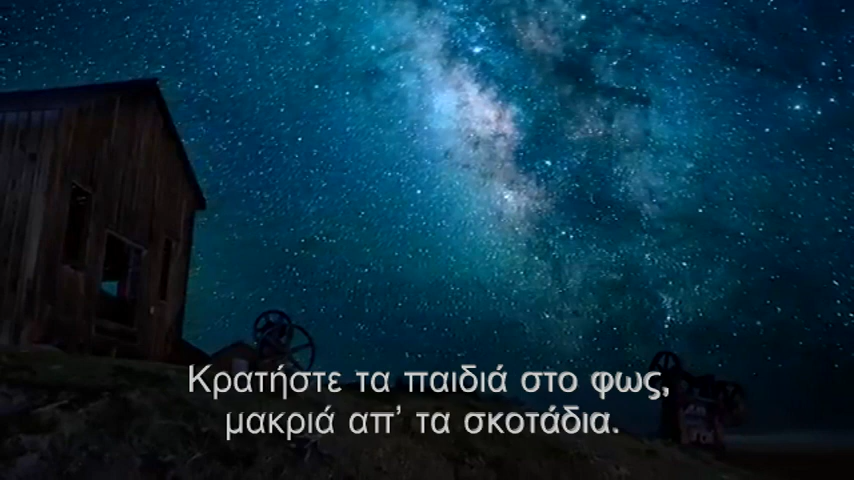 Κρατήστε τα παιδιά στο φως,
μακριά απ' τα σκοτάδια.